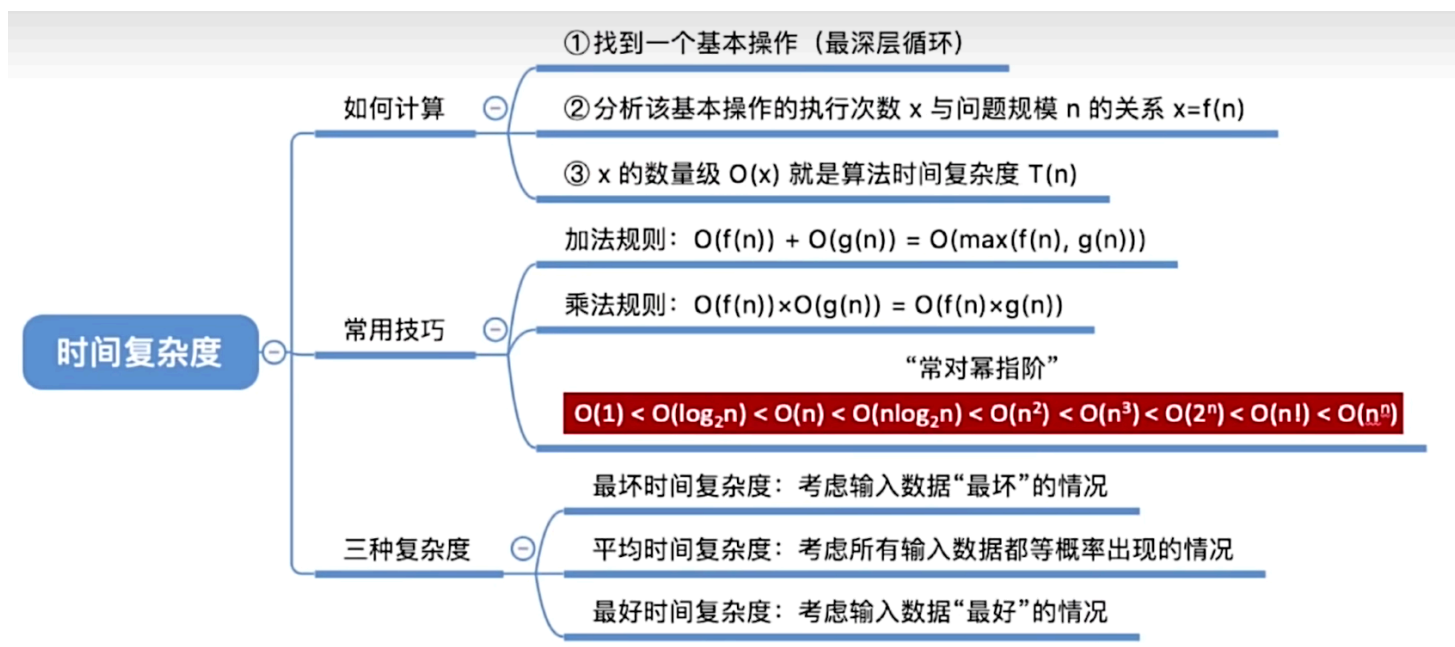 时间复杂度
如何计算
①找到一个基本操作（最深层循环）
②分析该基本操作的执行次数 x 与问题规模 n 的关系 x=f(n)
③ x 的数量级 O(x) 就是算法时间复杂度 T(n)
常用技巧
加法规则：O(f(n)) + O(g(n)) = O(max(f(n), g(n)))
乘法规则：O(f(n))×O(g(n)) = O(f(n)×g(n))
“常对幂指阶”
O(1) < O(log₂n) < O(n) < O(nlog₂n) < O(n²) < O(n³) < O(2ⁿ) < O(n!) < O(nⁿ)
三种复杂度
最坏时间复杂度：考虑输入数据“最坏”的情况
平均时间复杂度：考虑所有输入数据都等概率出现的情况
最好时间复杂度：考虑输入数据“最好”的情况